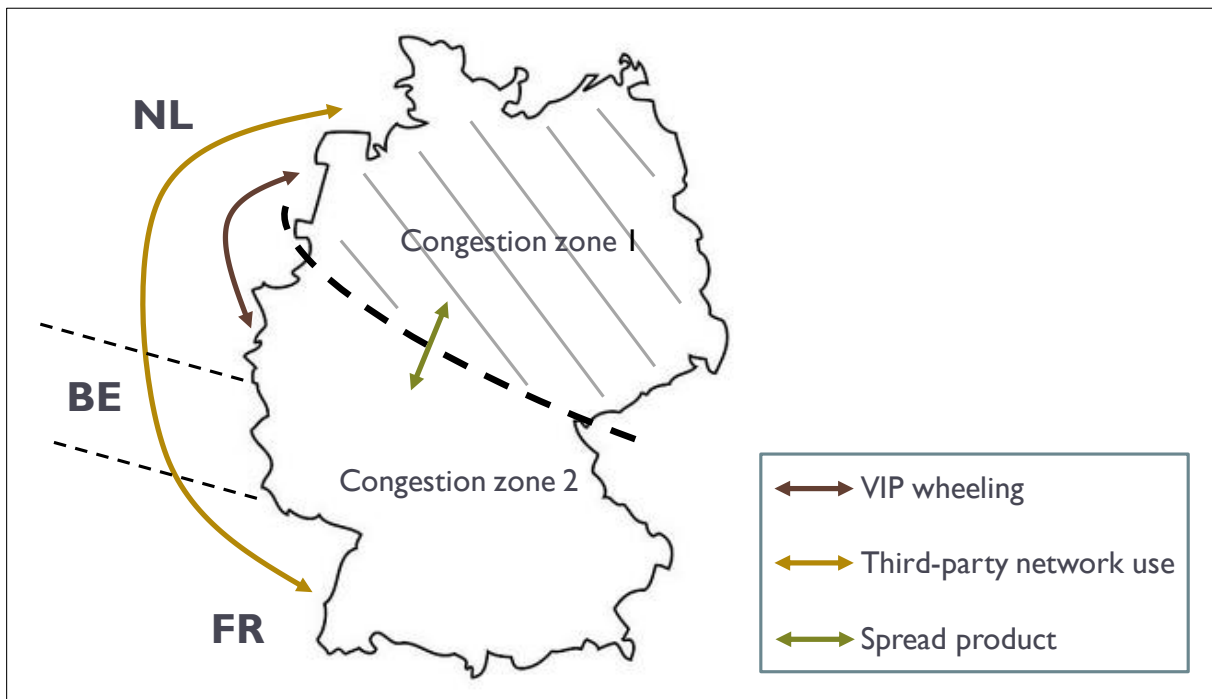 NL
Congestion zone 1
BE
Congestion zone 2
FR
VIP wheeling
Third-party network use
Spread product